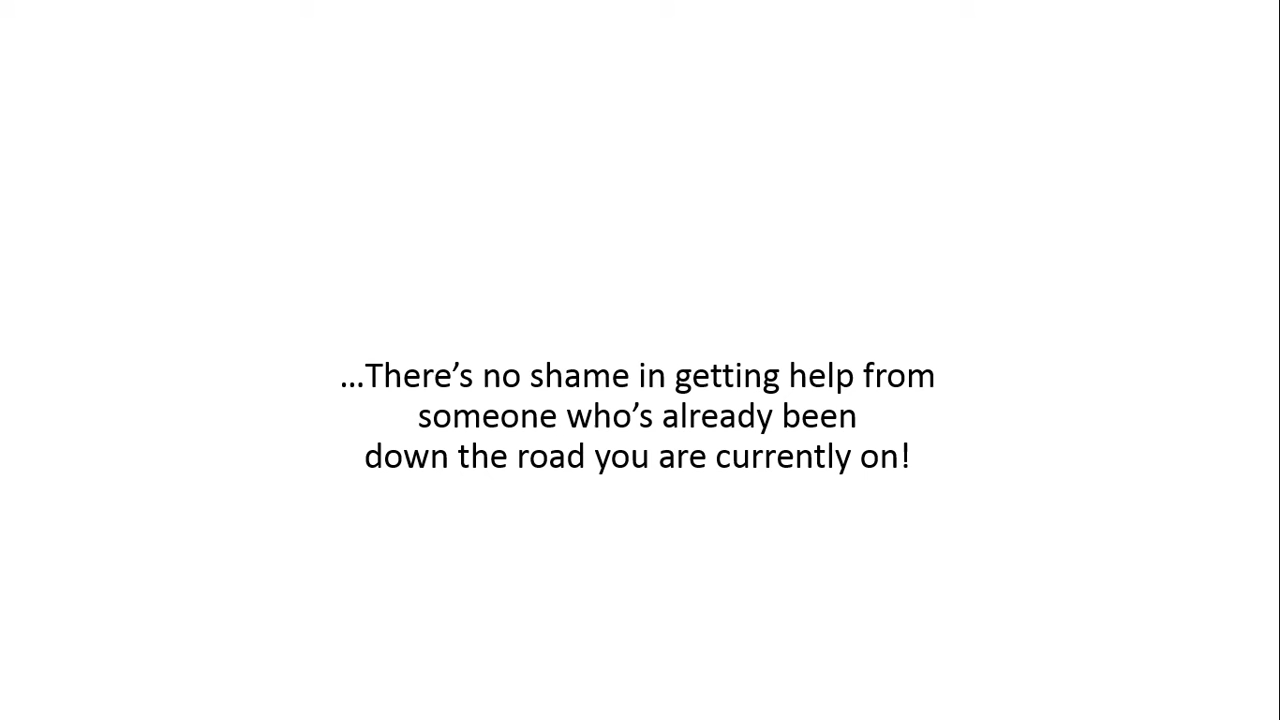 …There’s no shame in getting help from
someone who’s already been
down the road you are currently on!